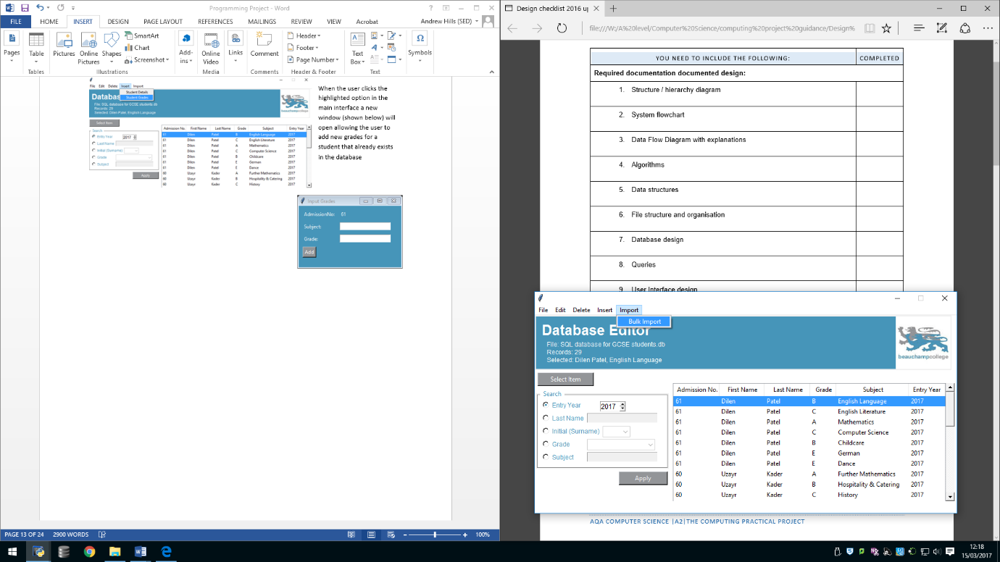 Programming Project - Word
FILE HOME INSERT DESIGN PAGE LAYOUT REFERENCES MAILINGS REVIEW VIEW Acrobat Andrew Hills (SED)
Pages
Table
Pictures
Online Pictures
Shapes
SmartArt
Chart
Screenshot
Add-ins
Online Video
Links
Comment
Header
Footer
Page Number
Text Box
Symbols
Tables Illustrations Media Comments Header & Footer Text
File Edit Delete Insert Import
Student Details
Student Grades
File: SQL database for GCSE students.db
Records: 29
Selected: Dilen Patel, English Language
beauchampcollege
Select Item
Search
Entry Year 2017
Last Name
Initial (Surname)
Grade
Subject
Apply
Admission No. First Name Last Name Grade Subject Entry Year
61 Dilen Patel B English Language 2017
61 Dilen Patel C English Literature 2017
61 Dilen Patel A Mathematics 2017
61 Dilen Patel C Computer Science 2017
61 Dilen Patel B Childcare 2017
61 Dilen Patel E German 2017
61 Dilen Patel E Dance 2017
60 Uzayr Kader A Further Mathematics 2017
60 Uzayr Kader B Hospitality & Catering 2017
60 Uzayr Kader C History 2017
When the user clicks the
highlighted option in the
main interface a new
window (shown below) will
open allowing the user to
add new grades for a
student that already exists
in the database
Input Grades
AdmissionNo: 61
Subject:
Grade:
Add
PAGE 13 OF 24 2900 WORDS 100%
Design checklist 2016 up
file:///W:/A%20level/Computer%20Science/computing%20project%20guidance/Design%
YOU NEED TO INCLUDE THE FOLLOWING: COMPLETED
Required documentation documented design:
1. Structure / hierarchy diagram
2. System flowchart
3. Data Flow Diagram with explanations
4. Algorithms
5. Data structures
6. File structure and organisation
7. Database design
8. Queries
9. User Interface design
File Edit Delete Insert Import
Bulk Import
Database Editor
File: SQL database for GCSE students.db
Records: 29
Selected: Dilen Patel, English Language
beauchampcollege
Select Item
Search
Entry Year 2017
Last Name
Initial (Surname)
Grade
Subject
Apply
Admission No. First Name Last Name Grade Subject Entry Year
61 Dilen Patel B English Language 2017
61 Dilen Patel C English Literature 2017
61 Dilen Patel A Mathematics 2017
61 Dilen Patel C Computer Science 2017
61 Dilen Patel B Childcare 2017
61 Dilen Patel E German 2017
61 Dilen Patel E Dance 2017
60 Uzayr Kader A Further Mathematics 2017
60 Uzayr Kader B Hospitality & Catering 2017
60 Uzayr Kader C History 2017
AQA COMPUTER SCIENCE |A2|THE COMPUTING PRACTICAL PROJECT
12:18
15/03/2017